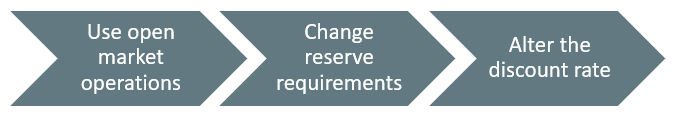 Use open
market
operations
Change
reserve
requirements
Alter the
discount rate